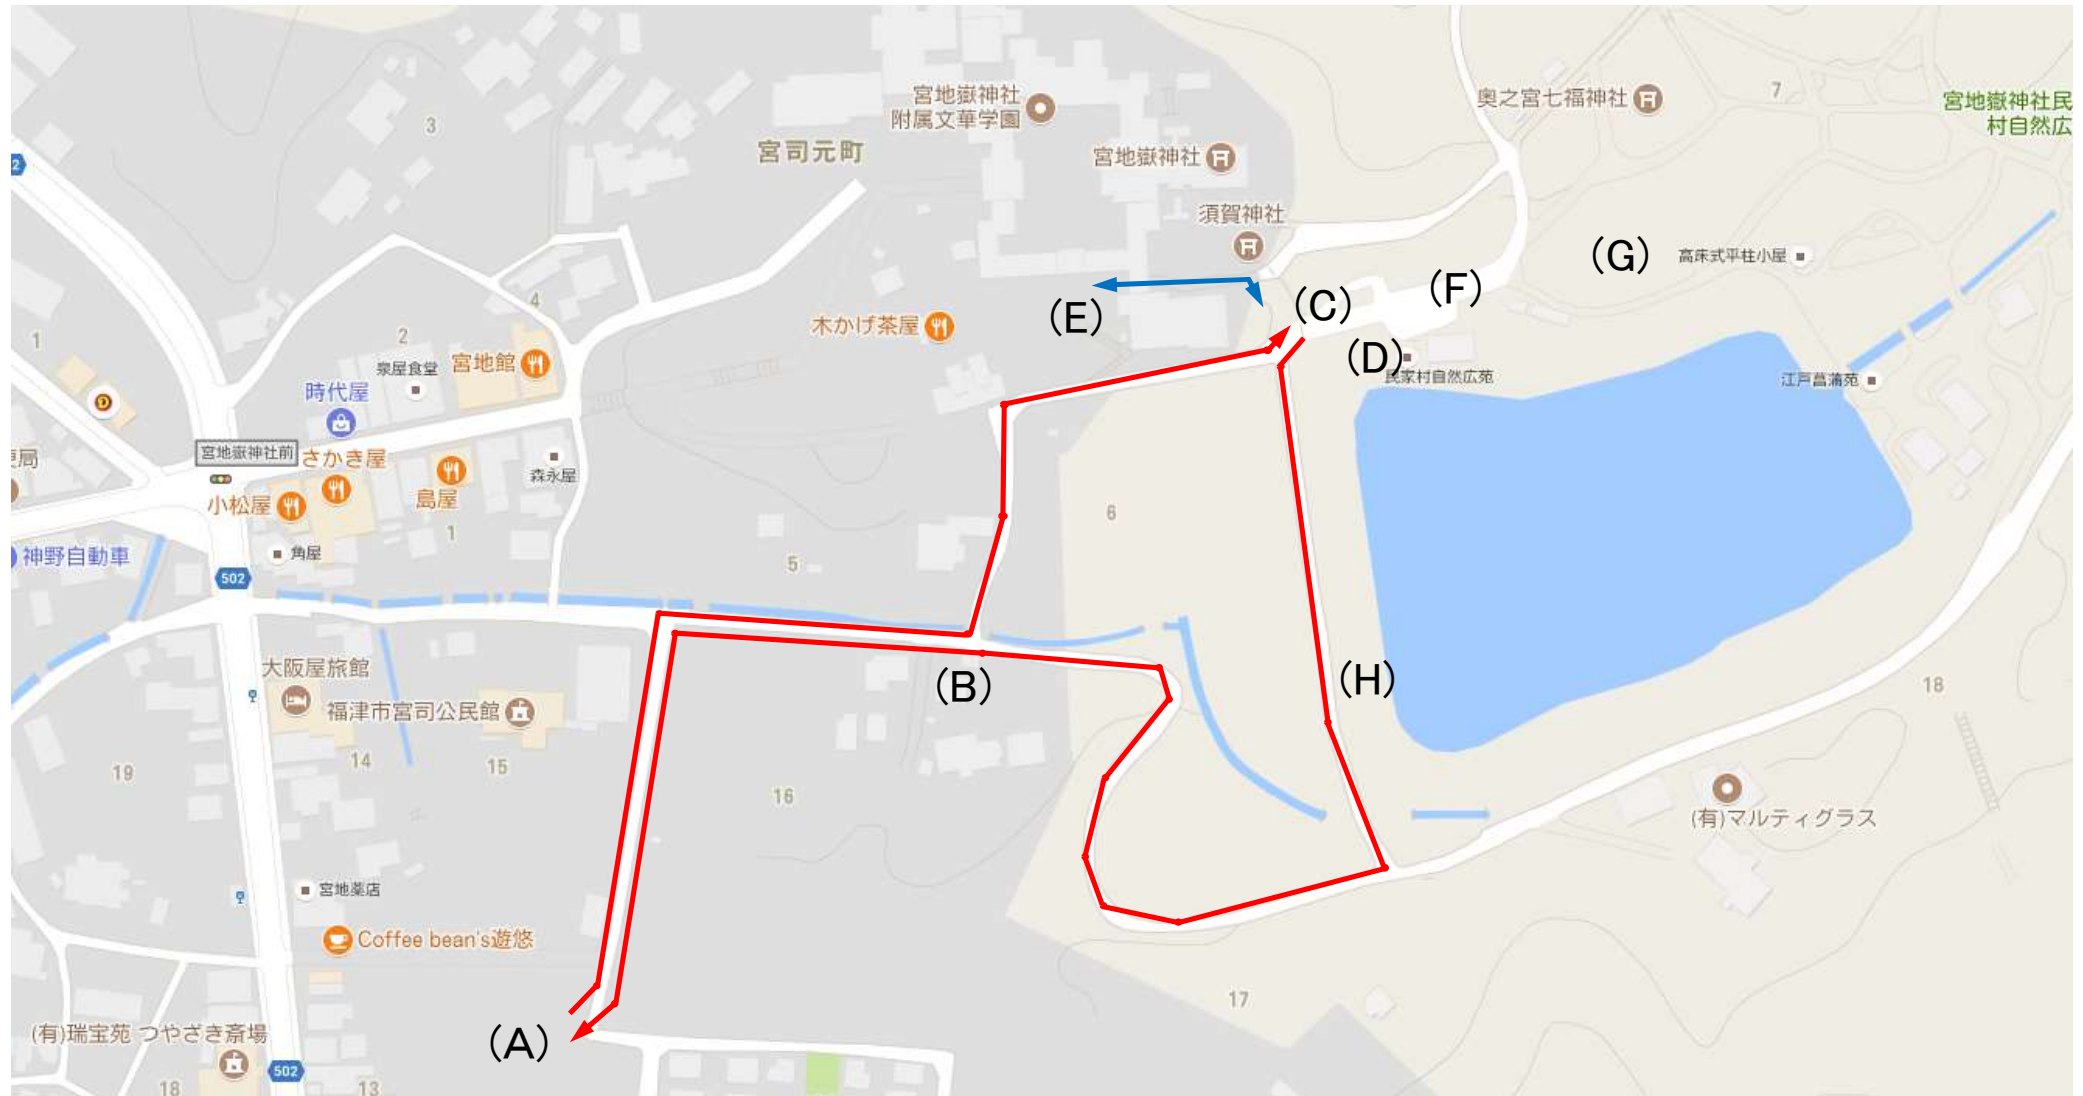 宮地嶽神社
附属文華学園
奥之宮七福神社
7
宮地嶽神社民
村自然広
3
宮司元町
宮地嶽神社
2
須賀神社
(G)
高床式平柱小屋
(F)
4
(C)
(E)
木かげ茶屋
1
2
宮地館
泉屋食堂
(D)
民家村自然広苑
江戸菖蒲苑
時代屋
宮地嶽神社前
さかき屋
局
島屋
森永屋
小松屋
6
1
角屋
神野自動車
5
502
大阪屋旅館
(B)
(H)
18
福津市宮司公民館
14
15
19
16
(有)マルティグラス
宮地薬店
Coffee bean's遊悠
17
(有)瑞宝苑 つやざき斎場
(A)
502
18
13